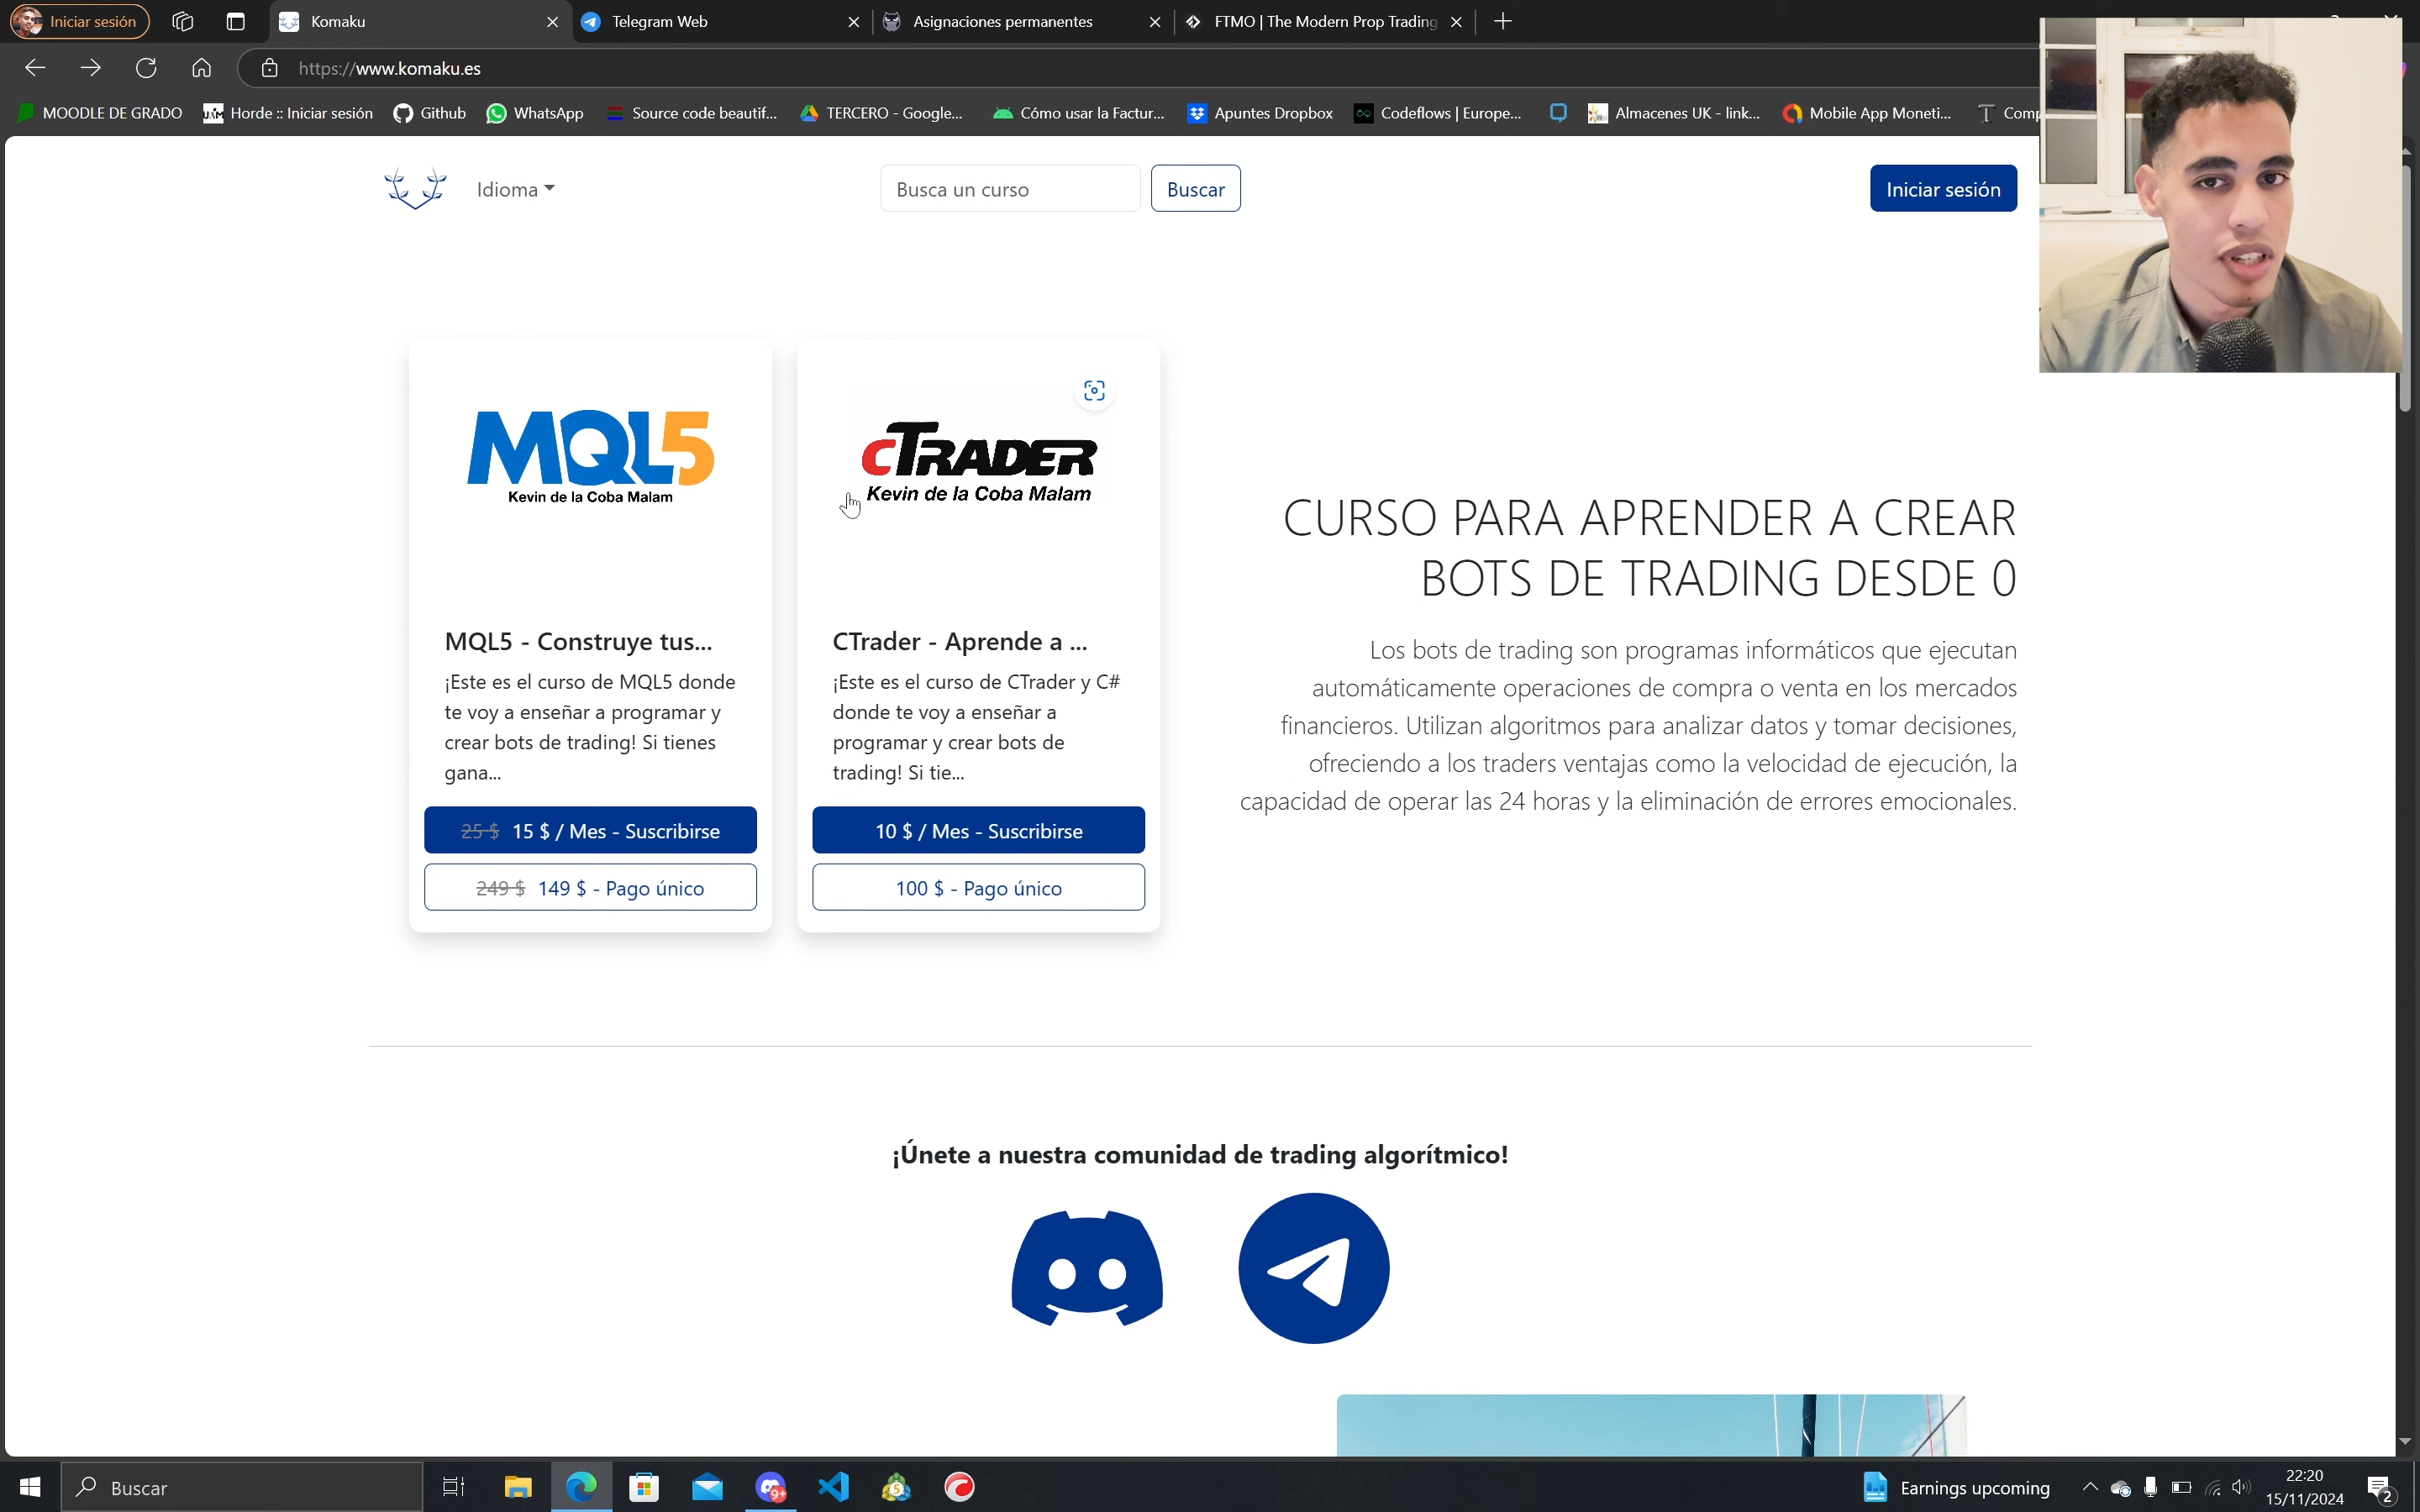 Iniciar sesión
Komaku
Telegram Web
Asignaciones permanentes
FTMO | The Modern Prop Trading
https://www.komaku.es
MOODLE DE GRADO
Horde :: Iniciar sesión
Github
WhatsApp
Source code beautif...
TERCERO - Google...
Cómo usar la Factur...
Apuntes Dropbox
Codeflows | Europe...
Almacenes UK - link...
Mobile App Moneti...
Idioma
Busca un curso
Buscar
Iniciar sesión
MQL5
Kevin de la Coba Malam
cTRADER
Kevin de la Coba Malam
CURSO PARA APRENDER A CREAR
BOTS DE TRADING DESDE 0
MQL5 - Construye tus...
¡Este es el curso de MQL5 donde
te voy a enseñar a programar y
crear bots de trading! Si tienes
gana...
25 $ 15 $ / Mes - Suscribirse
249 $ 149 $ - Pago único
CTrader - Aprende a ...
¡Este es el curso de CTrader y C#
donde te voy a enseñar a
programar y crear bots de
trading! Si tie...
10 $ / Mes - Suscribirse
100 $ - Pago único
Los bots de trading son programas informáticos que ejecutan
automáticamente operaciones de compra o venta en los mercados
financieros. Utilizan algoritmos para analizar datos y tomar decisiones,
ofreciendo a los traders ventajas como la velocidad de ejecución, la
capacidad de operar las 24 horas y la eliminación de errores emocionales.
¡Únete a nuestra comunidad de trading algorítmico!
Buscar
9+
5
Earnings upcoming
22:20
15/11/2024
2